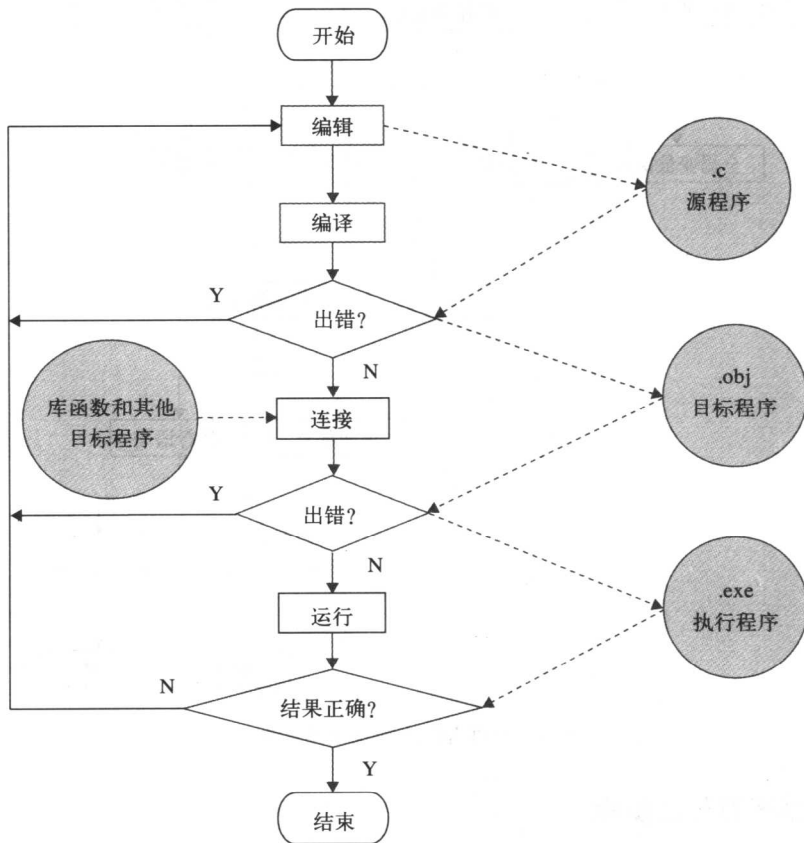 开始
编辑
.c
源程序
编译
Y
出错?
N
.obj
目标程序
库函数和其他
目标程序
连接
Y
出错?
N
.exe
执行程序
运行
N
结果正确?
Y
结束